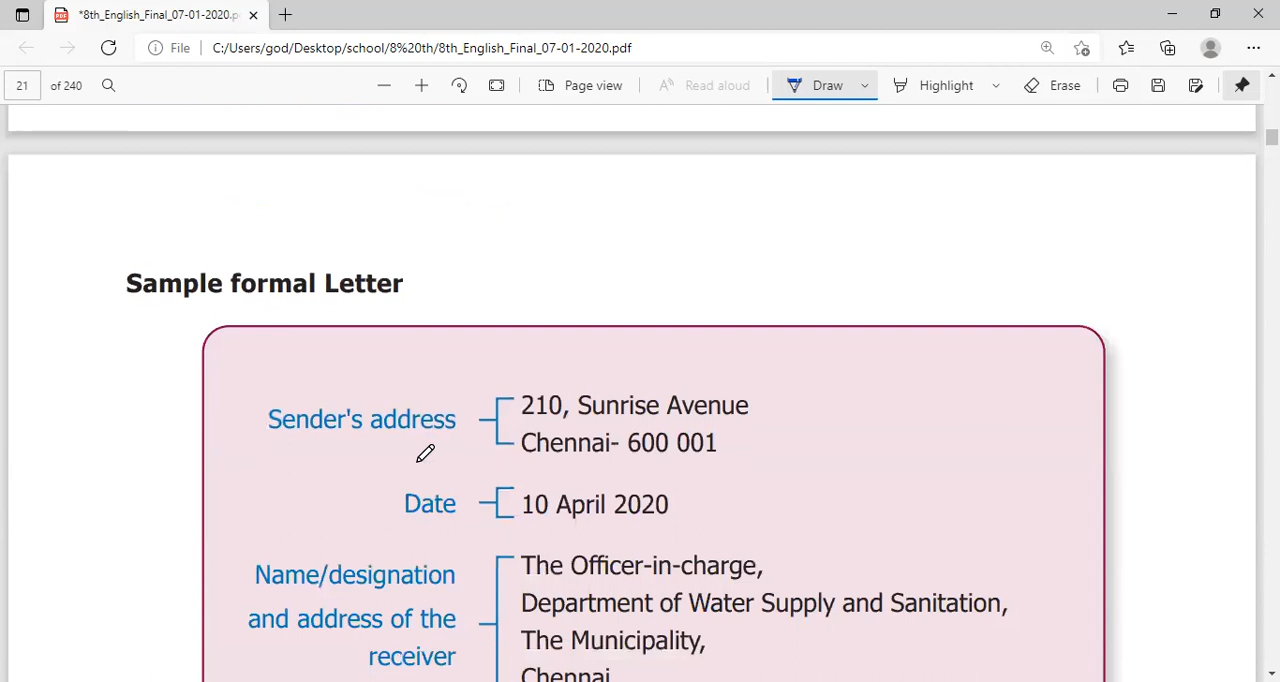 *8th_English_Final_07-01-2020.p
File C:/Users/god/Desktop/school/8%20th/8th_English_Final_07-01-2020.pdf
21 of 240 Page view Read aloud Draw Highlight Erase
Sample formal Letter
Sender's address
210, Sunrise Avenue
Chennai- 600 001
Date
10 April 2020
Name/designation
and address of the
receiver
The Officer-in-charge,
Department of Water Supply and Sanitation,
The Municipality,
Chennai